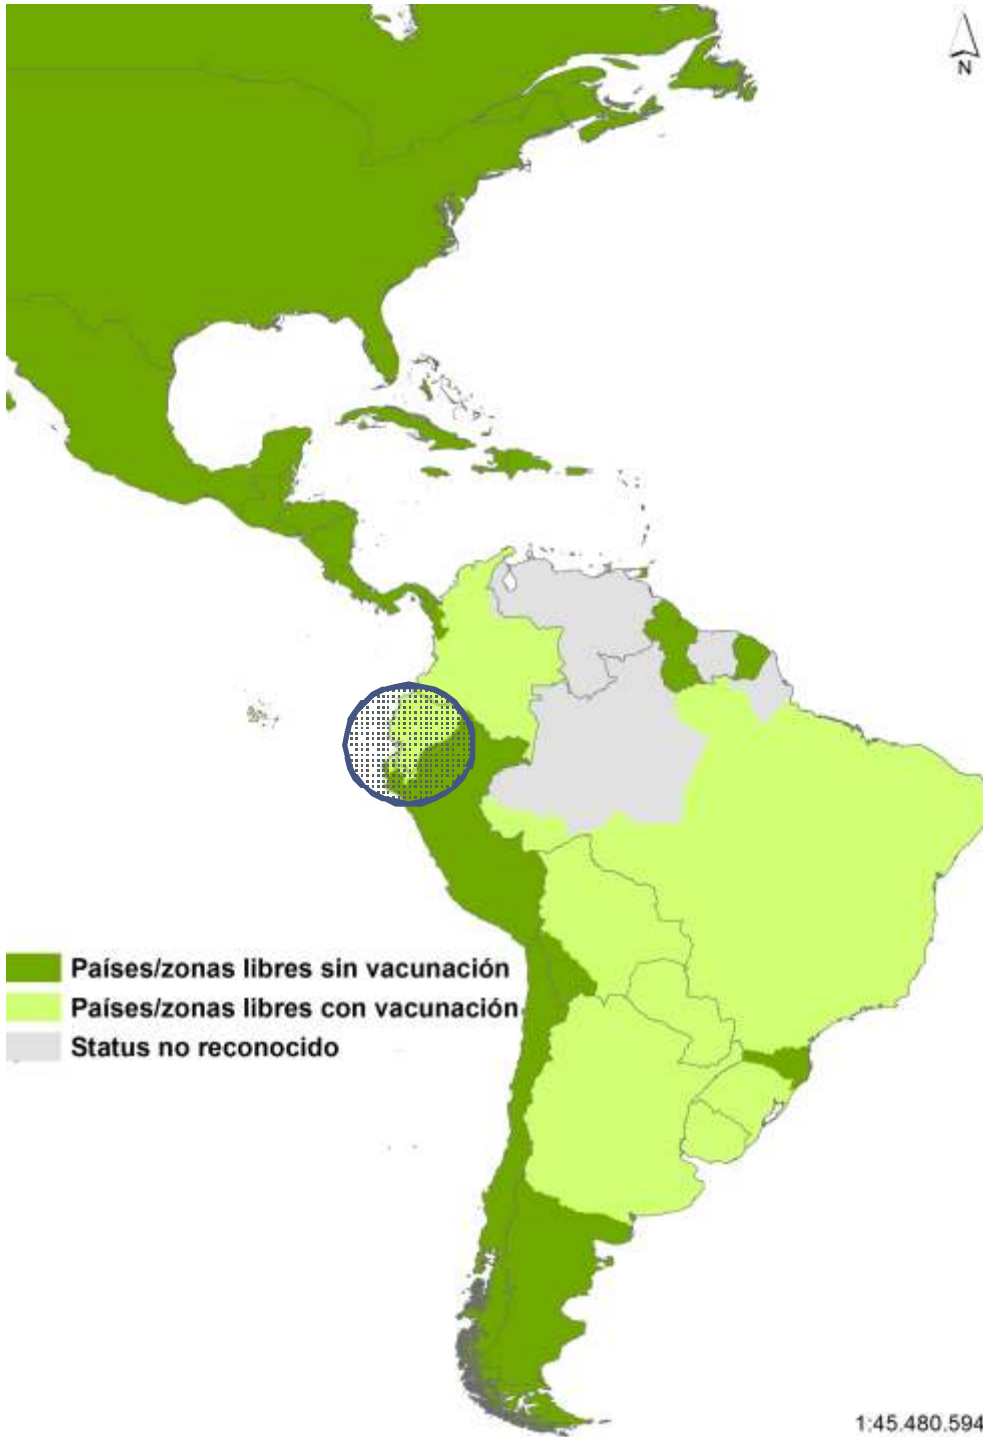 N
Países/zonas libres sin vacunación
Países/zonas libres con vacunación
Status no reconocido
1:45.480.594